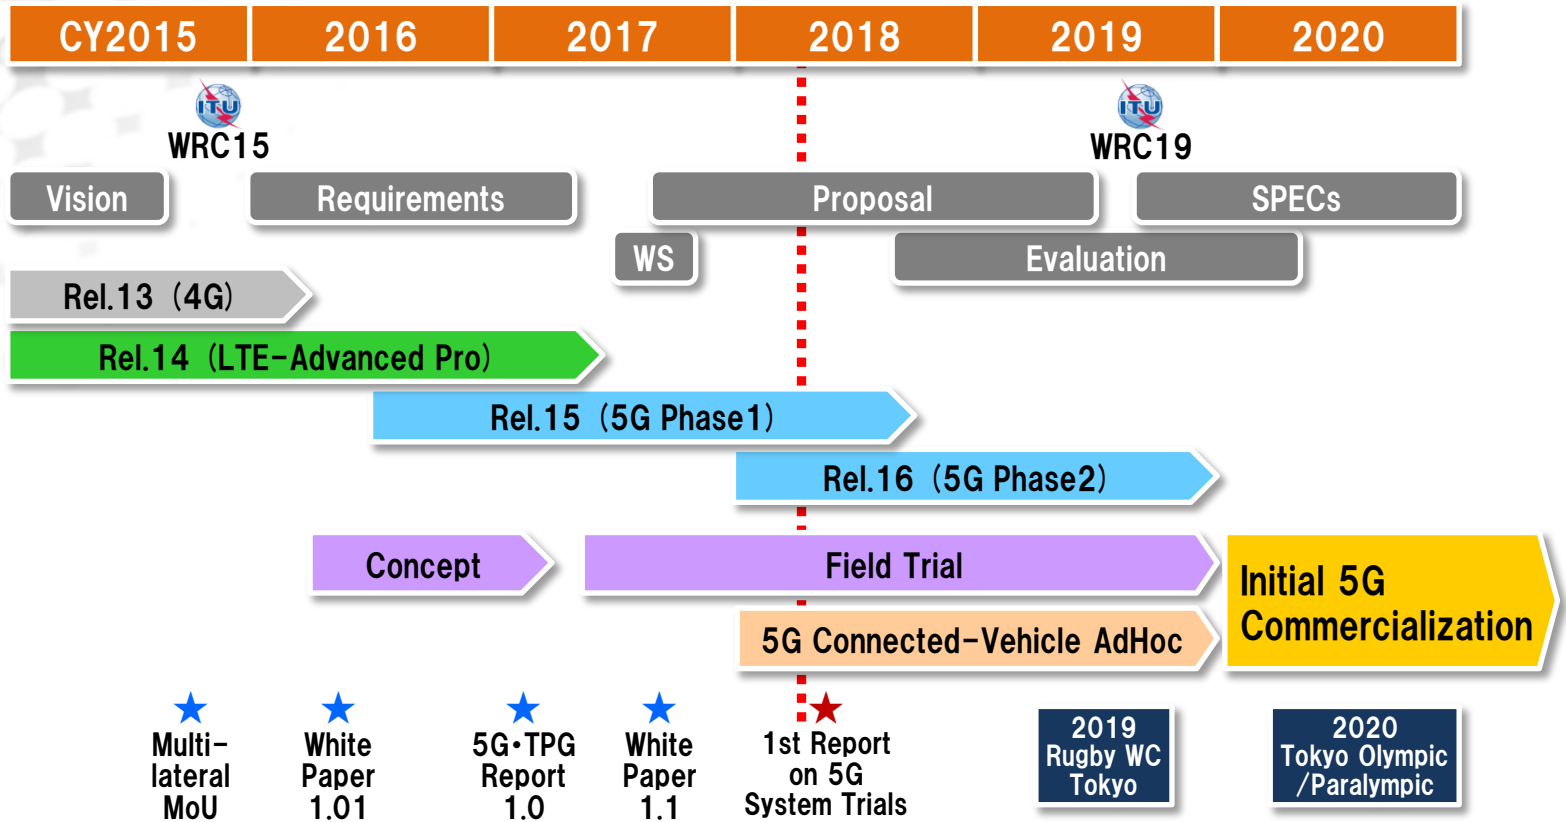 CY2015 2016 2017 2018 2019 2020
ITU
WRC15
ITU
WRC19
Vision
Requirements
Proposal
SPECs
WS
Evaluation
Rel.13 (4G)
Rel.14 (LTE-Advanced Pro)
Rel.15 (5G Phase1)
Rel.16 (5G Phase2)
Concept
Field Trial
Initial 5G
Commercialization
5G Connected-Vehicle AdHoc
Multi-
lateral
MoU
White
Paper
1.01
5G・TPG
Report
1.0
White
Paper
1.1
1st Report
on 5G
System Trials
2019
Rugby WC
Tokyo
2020
Tokyo Olympic
/Paralympic